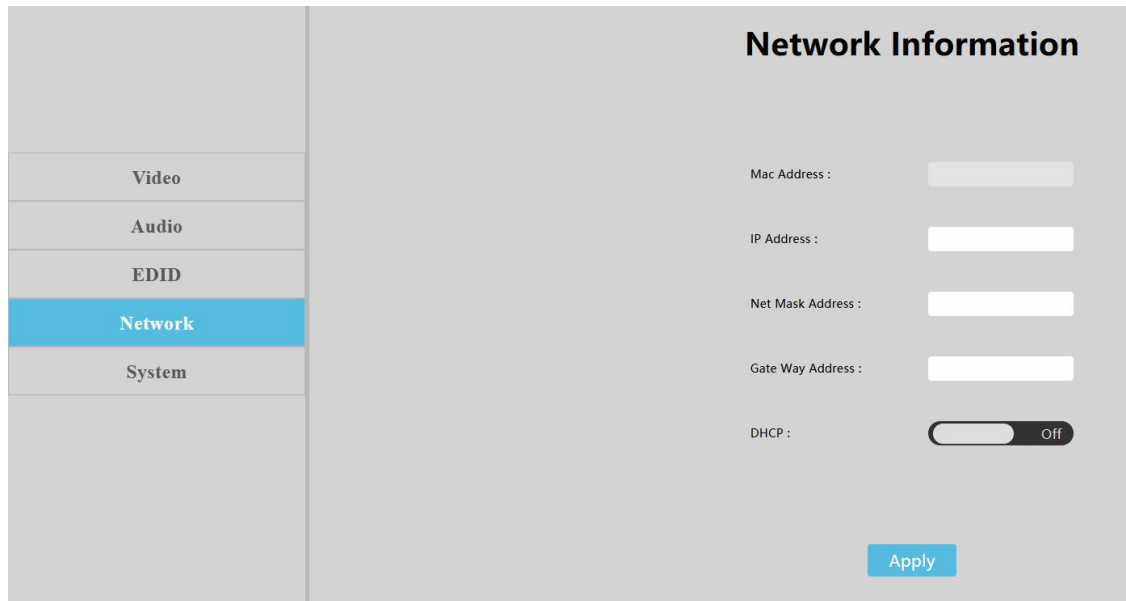 Network Information
Video
Audio
EDID
Network
System
Mac Address :
IP Address :
Net Mask Address :
Gate Way Address :
DHCP : Off
Apply